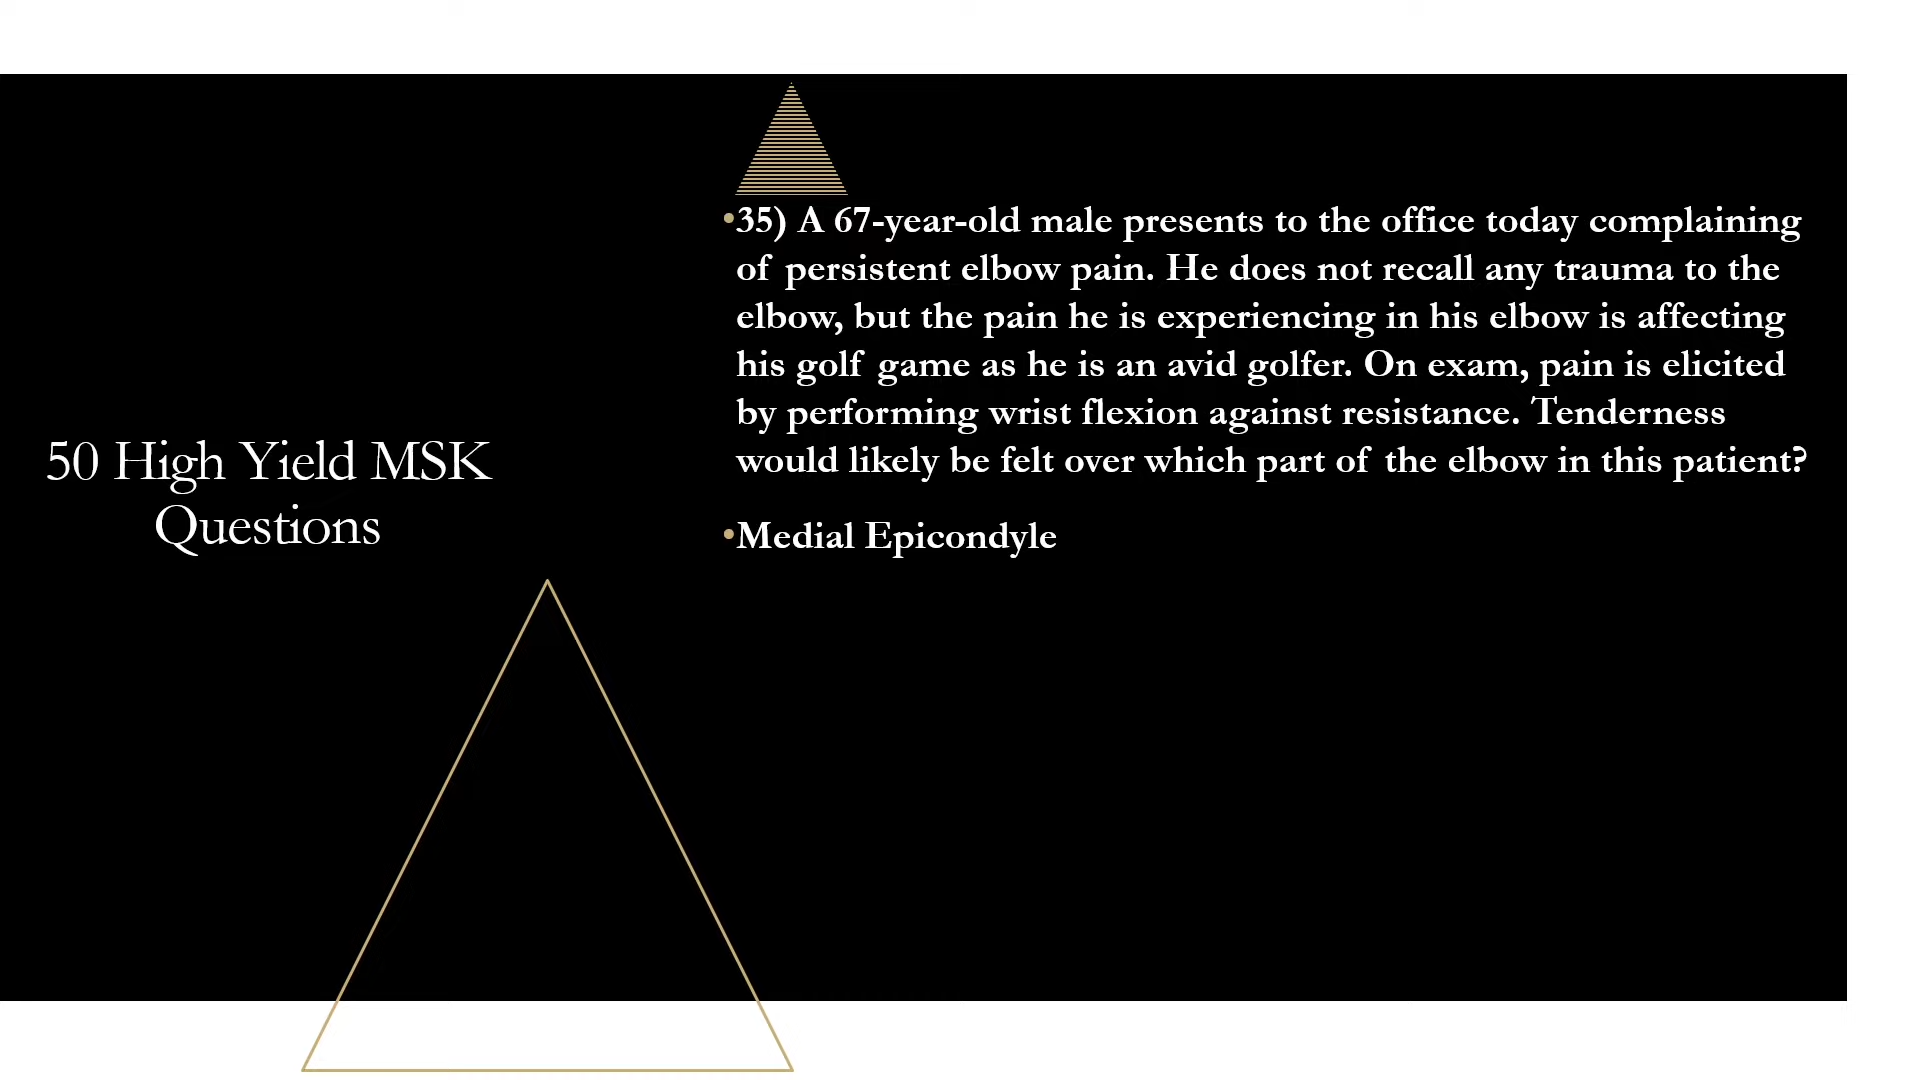 50 High Yield MSK
Questions
•35) A 67-year-old male presents to the office today complaining
of persistent elbow pain. He does not recall any trauma to the
elbow, but the pain he is experiencing in his elbow is affecting
his golf game as he is an avid golfer. On exam, pain is elicited
by performing wrist flexion against resistance. Tenderness
would likely be felt over which part of the elbow in this patient?
•Medial Epicondyle